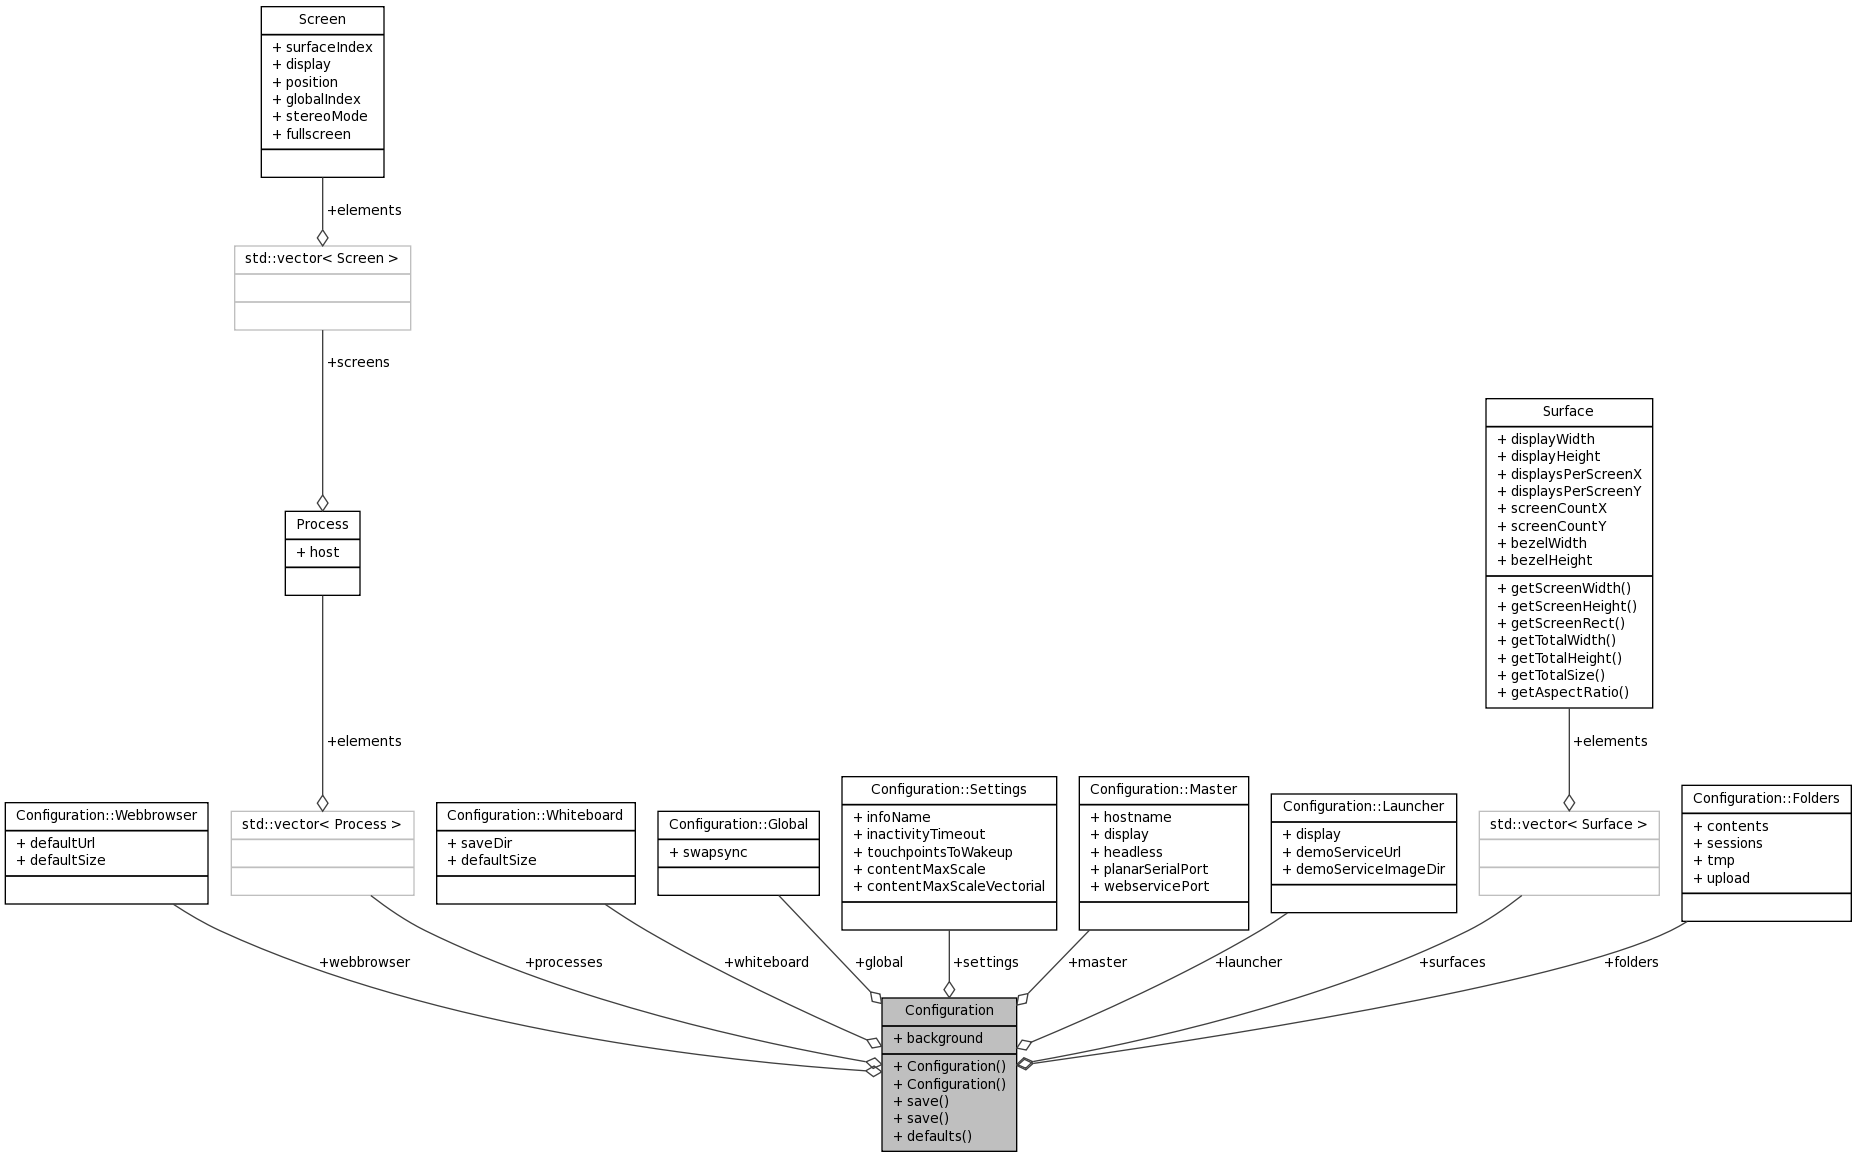 Screen
+ surfaceIndex
+ display
+ position
+ globalIndex
+ stereoMode
+ fullscreen
+elements
std::vector< Screen >
+screens
Process
+ host
+elements
Surface
+ displayWidth
+ displayHeight
+ displaysPerScreenX
+ displaysPerScreenY
+ screenCountX
+ screenCountY
+ bezelWidth
+ bezelHeight
+ getScreenWidth()
+ getScreenHeight()
+ getScreenRect()
+ getTotalWidth()
+ getTotalHeight()
+ getTotalSize()
+ getAspectRatio()
+elements
Configuration::Webbrowser
+ defaultUrl
+ defaultSize
std::vector< Process >
Configuration::Whiteboard
+ saveDir
+ defaultSize
Configuration::Global
+ swapsync
Configuration::Settings
+ infoName
+ inactivityTimeout
+ touchpointsToWakeup
+ contentMaxScale
+ contentMaxScaleVectorial
Configuration::Master
+ hostname
+ display
+ headless
+ planarSerialPort
+ webservicePort
Configuration::Launcher
+ display
+ demoServiceUrl
+ demoServiceImageDir
std::vector< Surface >
Configuration::Folders
+ contents
+ sessions
+ tmp
+ upload
+webbrowser
+processes
+whiteboard
+global
+settings
+master
+launcher
+surfaces
+folders
Configuration
+ background
+ Configuration()
+ Configuration()
+ save()
+ save()
+ defaults()